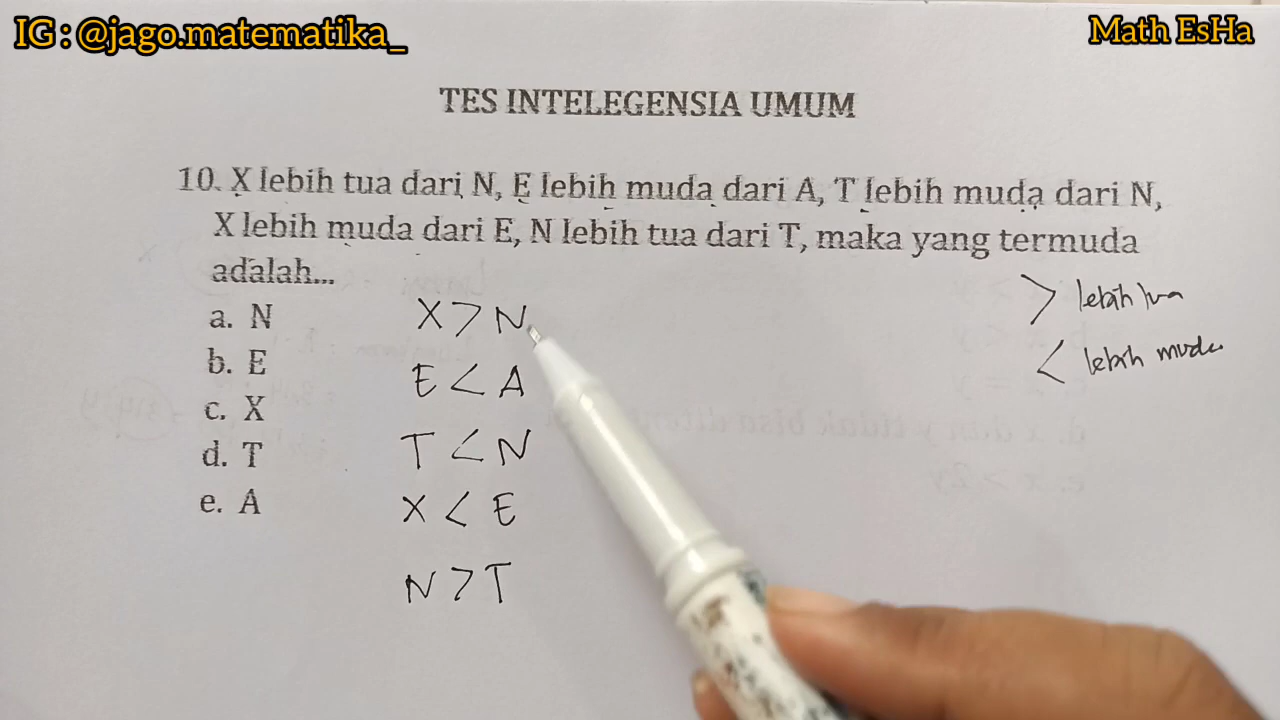 IG : @jago.matematika_
Math EsHa
TES INTELEGENSIA UMUM
10. X lebih tua dari N, E lebih muda dari A, T lebih muda dari N,
X lebih muda dari E, N lebih tua dari T, maka yang termuda
adalah...
a. N
b. E
c. X
d. T
e. A
X > N
E < A
T < N
X < E
N > T
> lebih tua
< lebih muda